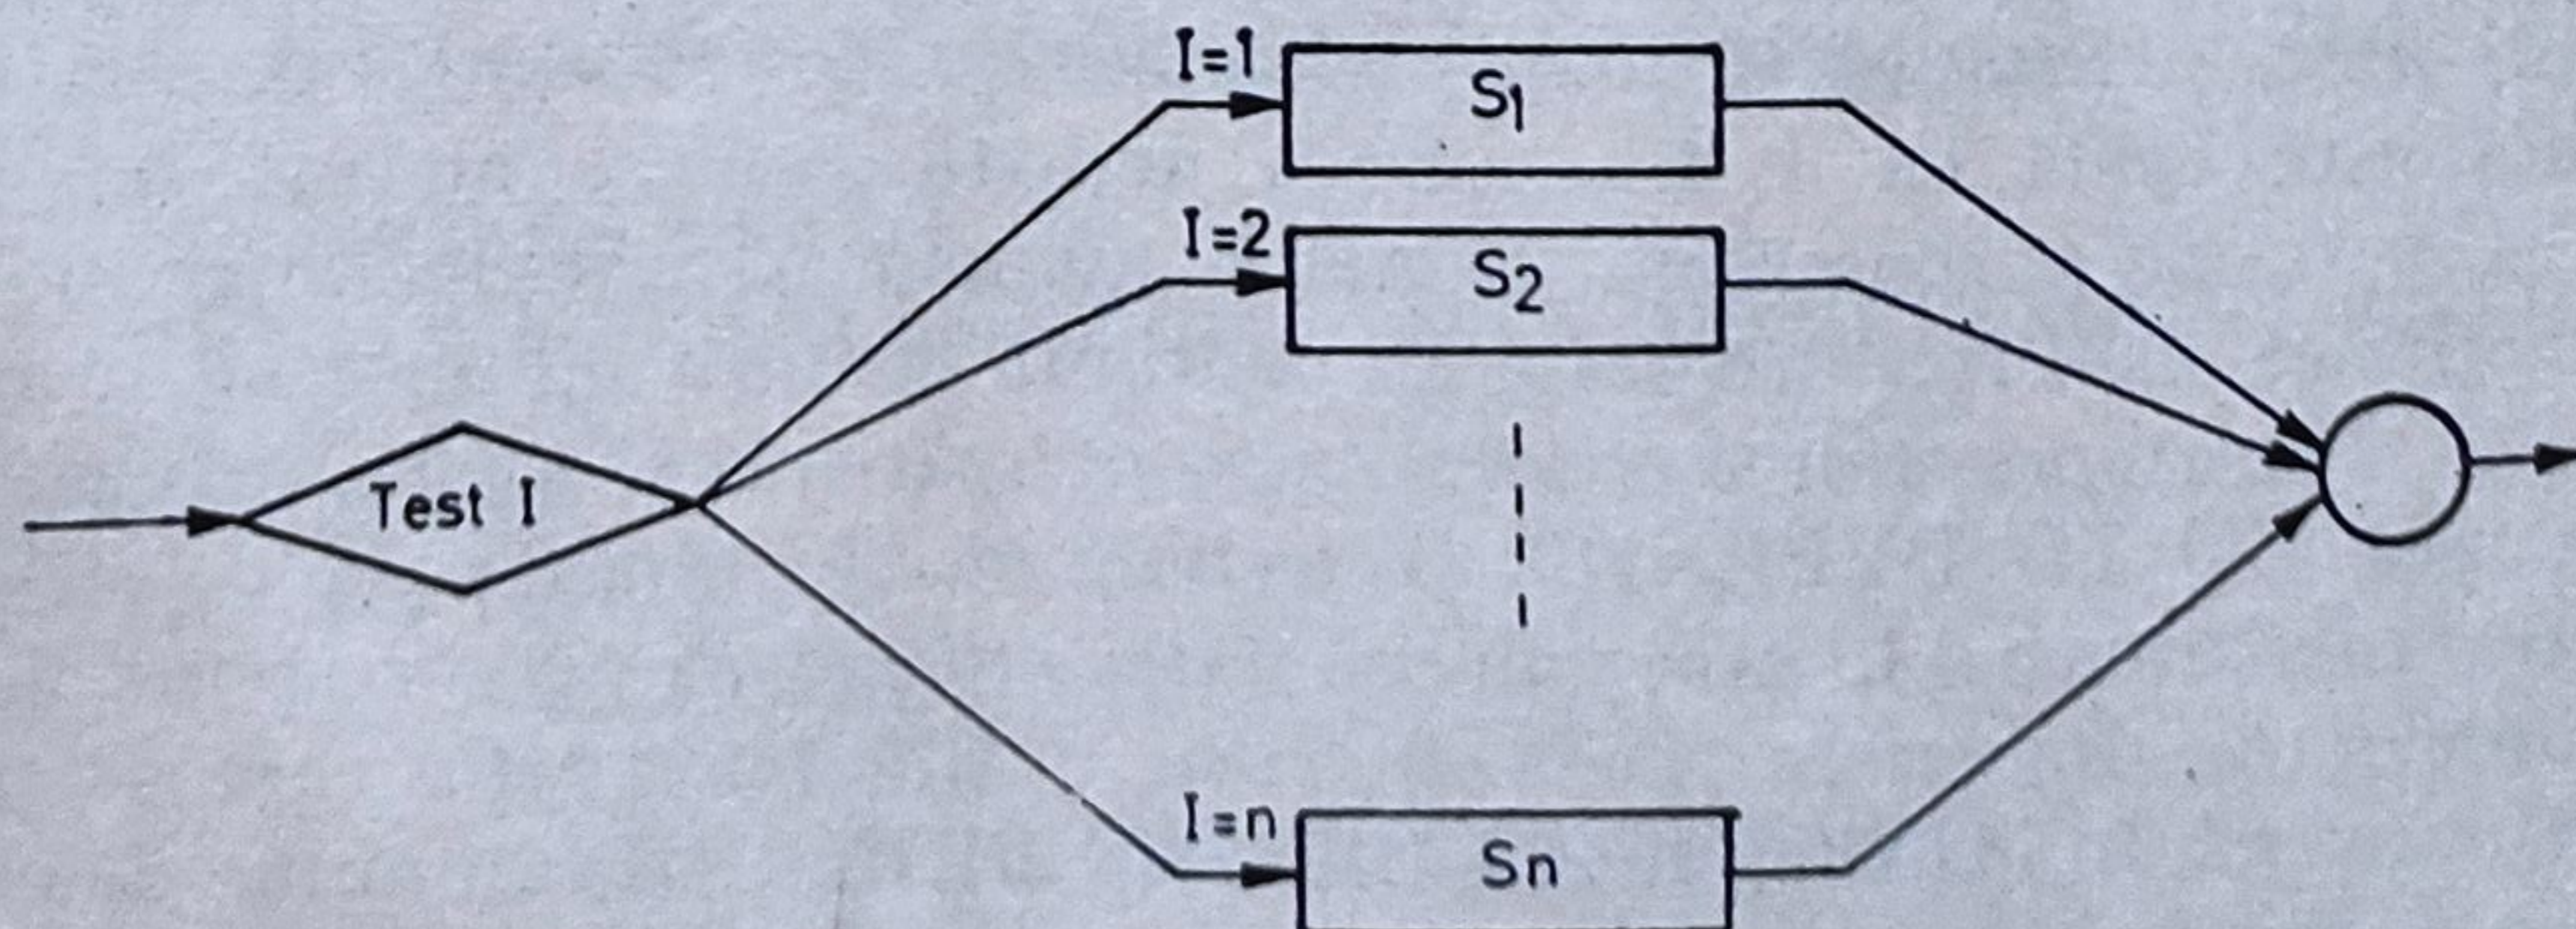 I=1
S1
I=2
S2
Test I
I=n
Sn